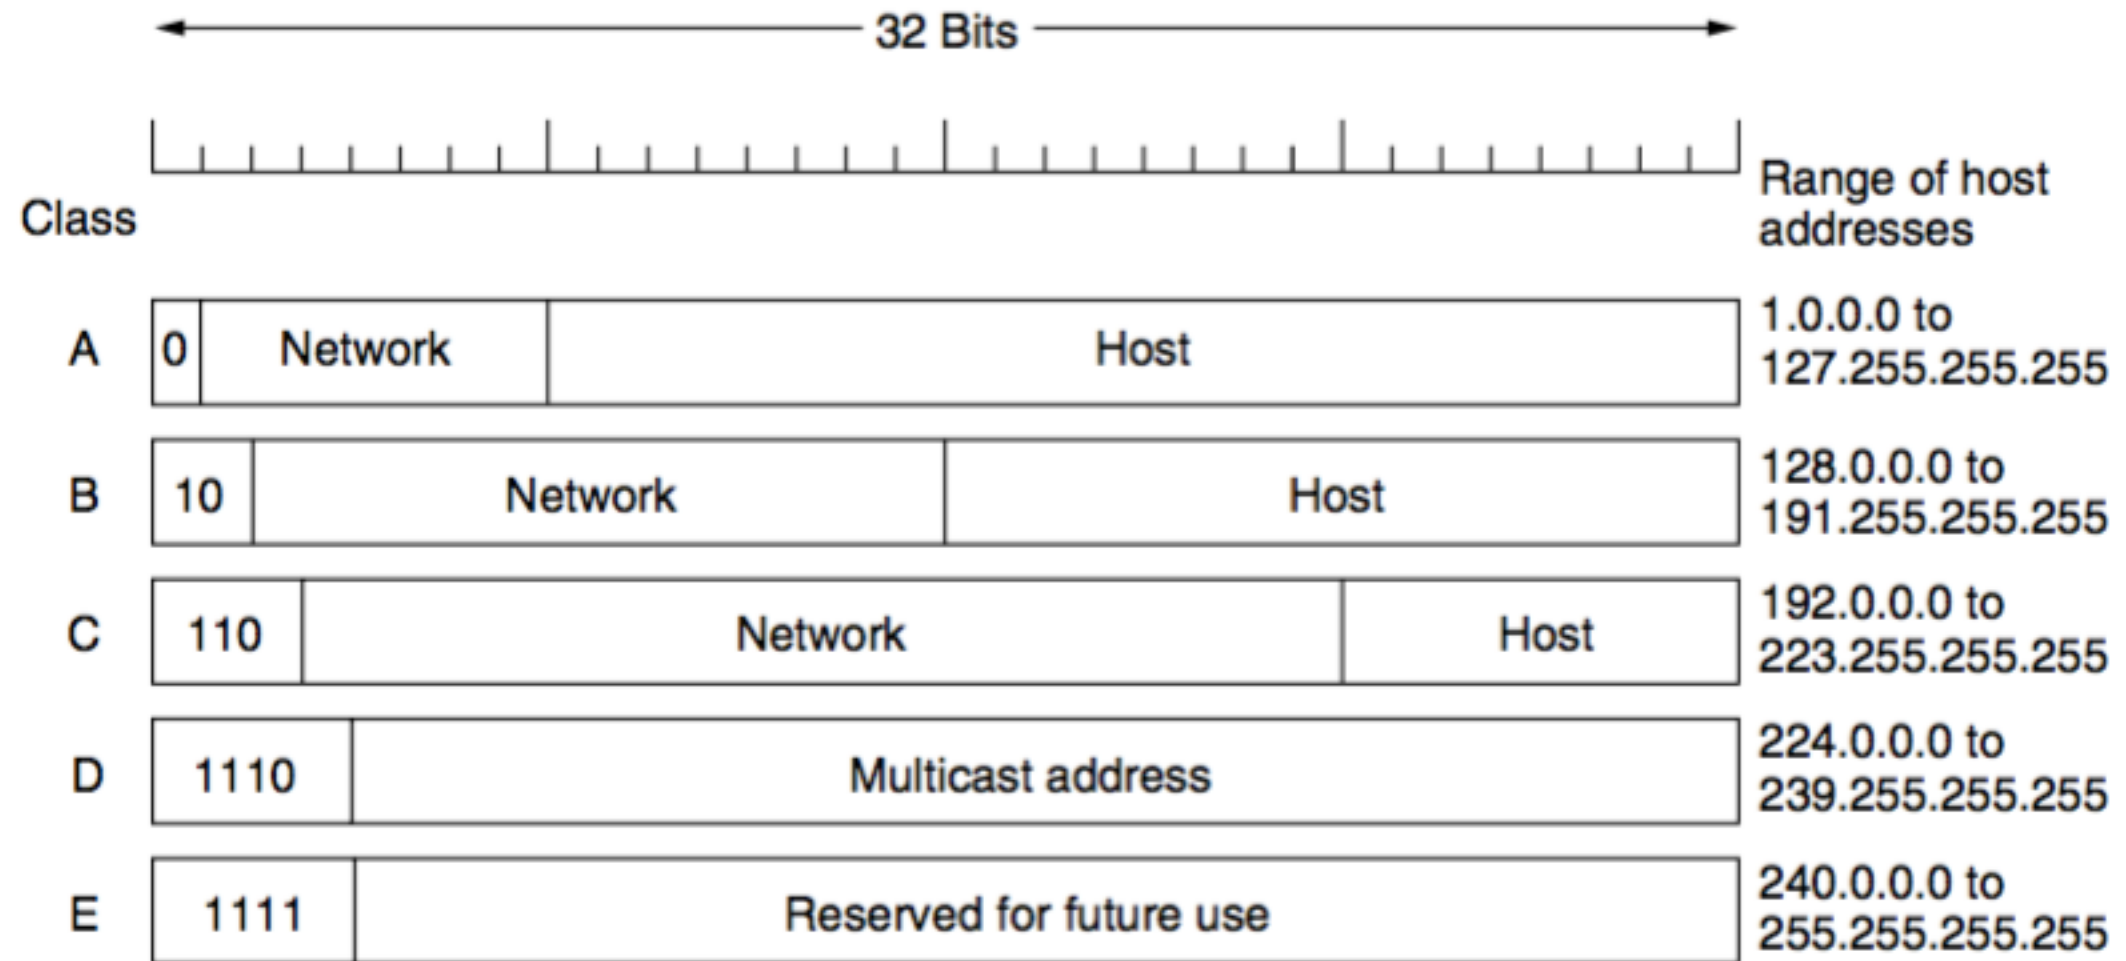 32 Bits
Range of host
addresses
Class
A
0
Network
Host
1.0.0.0 to
127.255.255.255
B
10
Network
Host
128.0.0.0 to
191.255.255.255
C
110
Network
Host
192.0.0.0 to
223.255.255.255
D
1110
Multicast address
224.0.0.0 to
239.255.255.255
E
1111
Reserved for future use
240.0.0.0 to
255.255.255.255